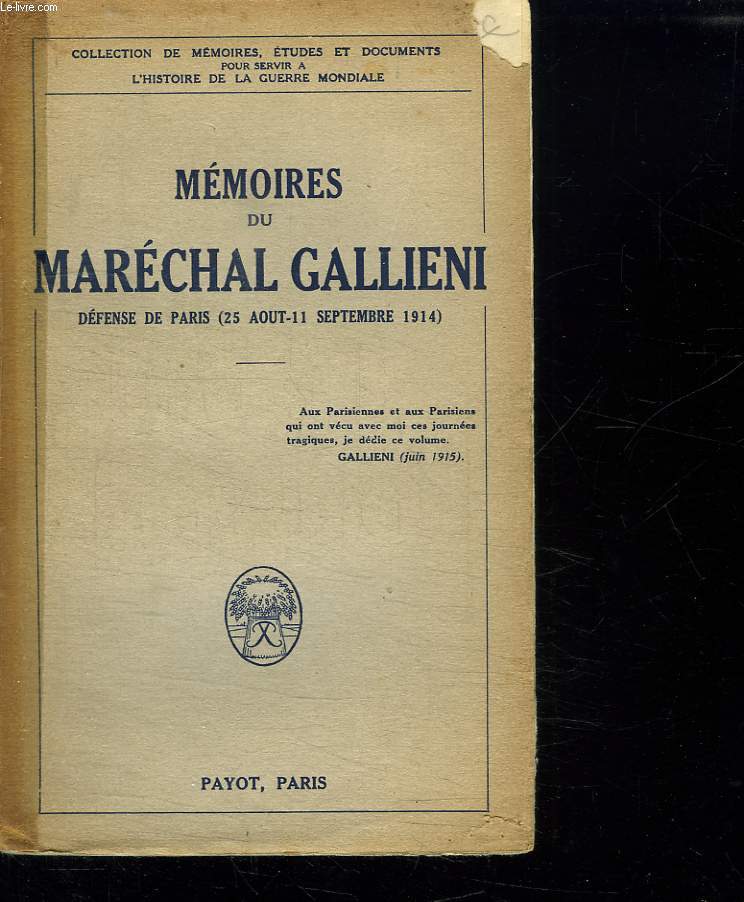 Le-livre.com
COLLECTION DE MÉMOIRES, ÉTUDES ET DOCUMENTS
POUR SERVIR A
L'HISTOIRE DE LA GUERRE MONDIALE
MÉMOIRES
DU
MARÉCHAL GALLIENI
DÉFENSE DE PARIS (25 AOUT-11 SEPTEMBRE 1914)
Aux Parisiennes et aux Parisiens
qui ont vécu avec moi ces journées
tragiques, je dédie ce volume.
GALLIENI (juin 1915).
PAYOT, PARIS